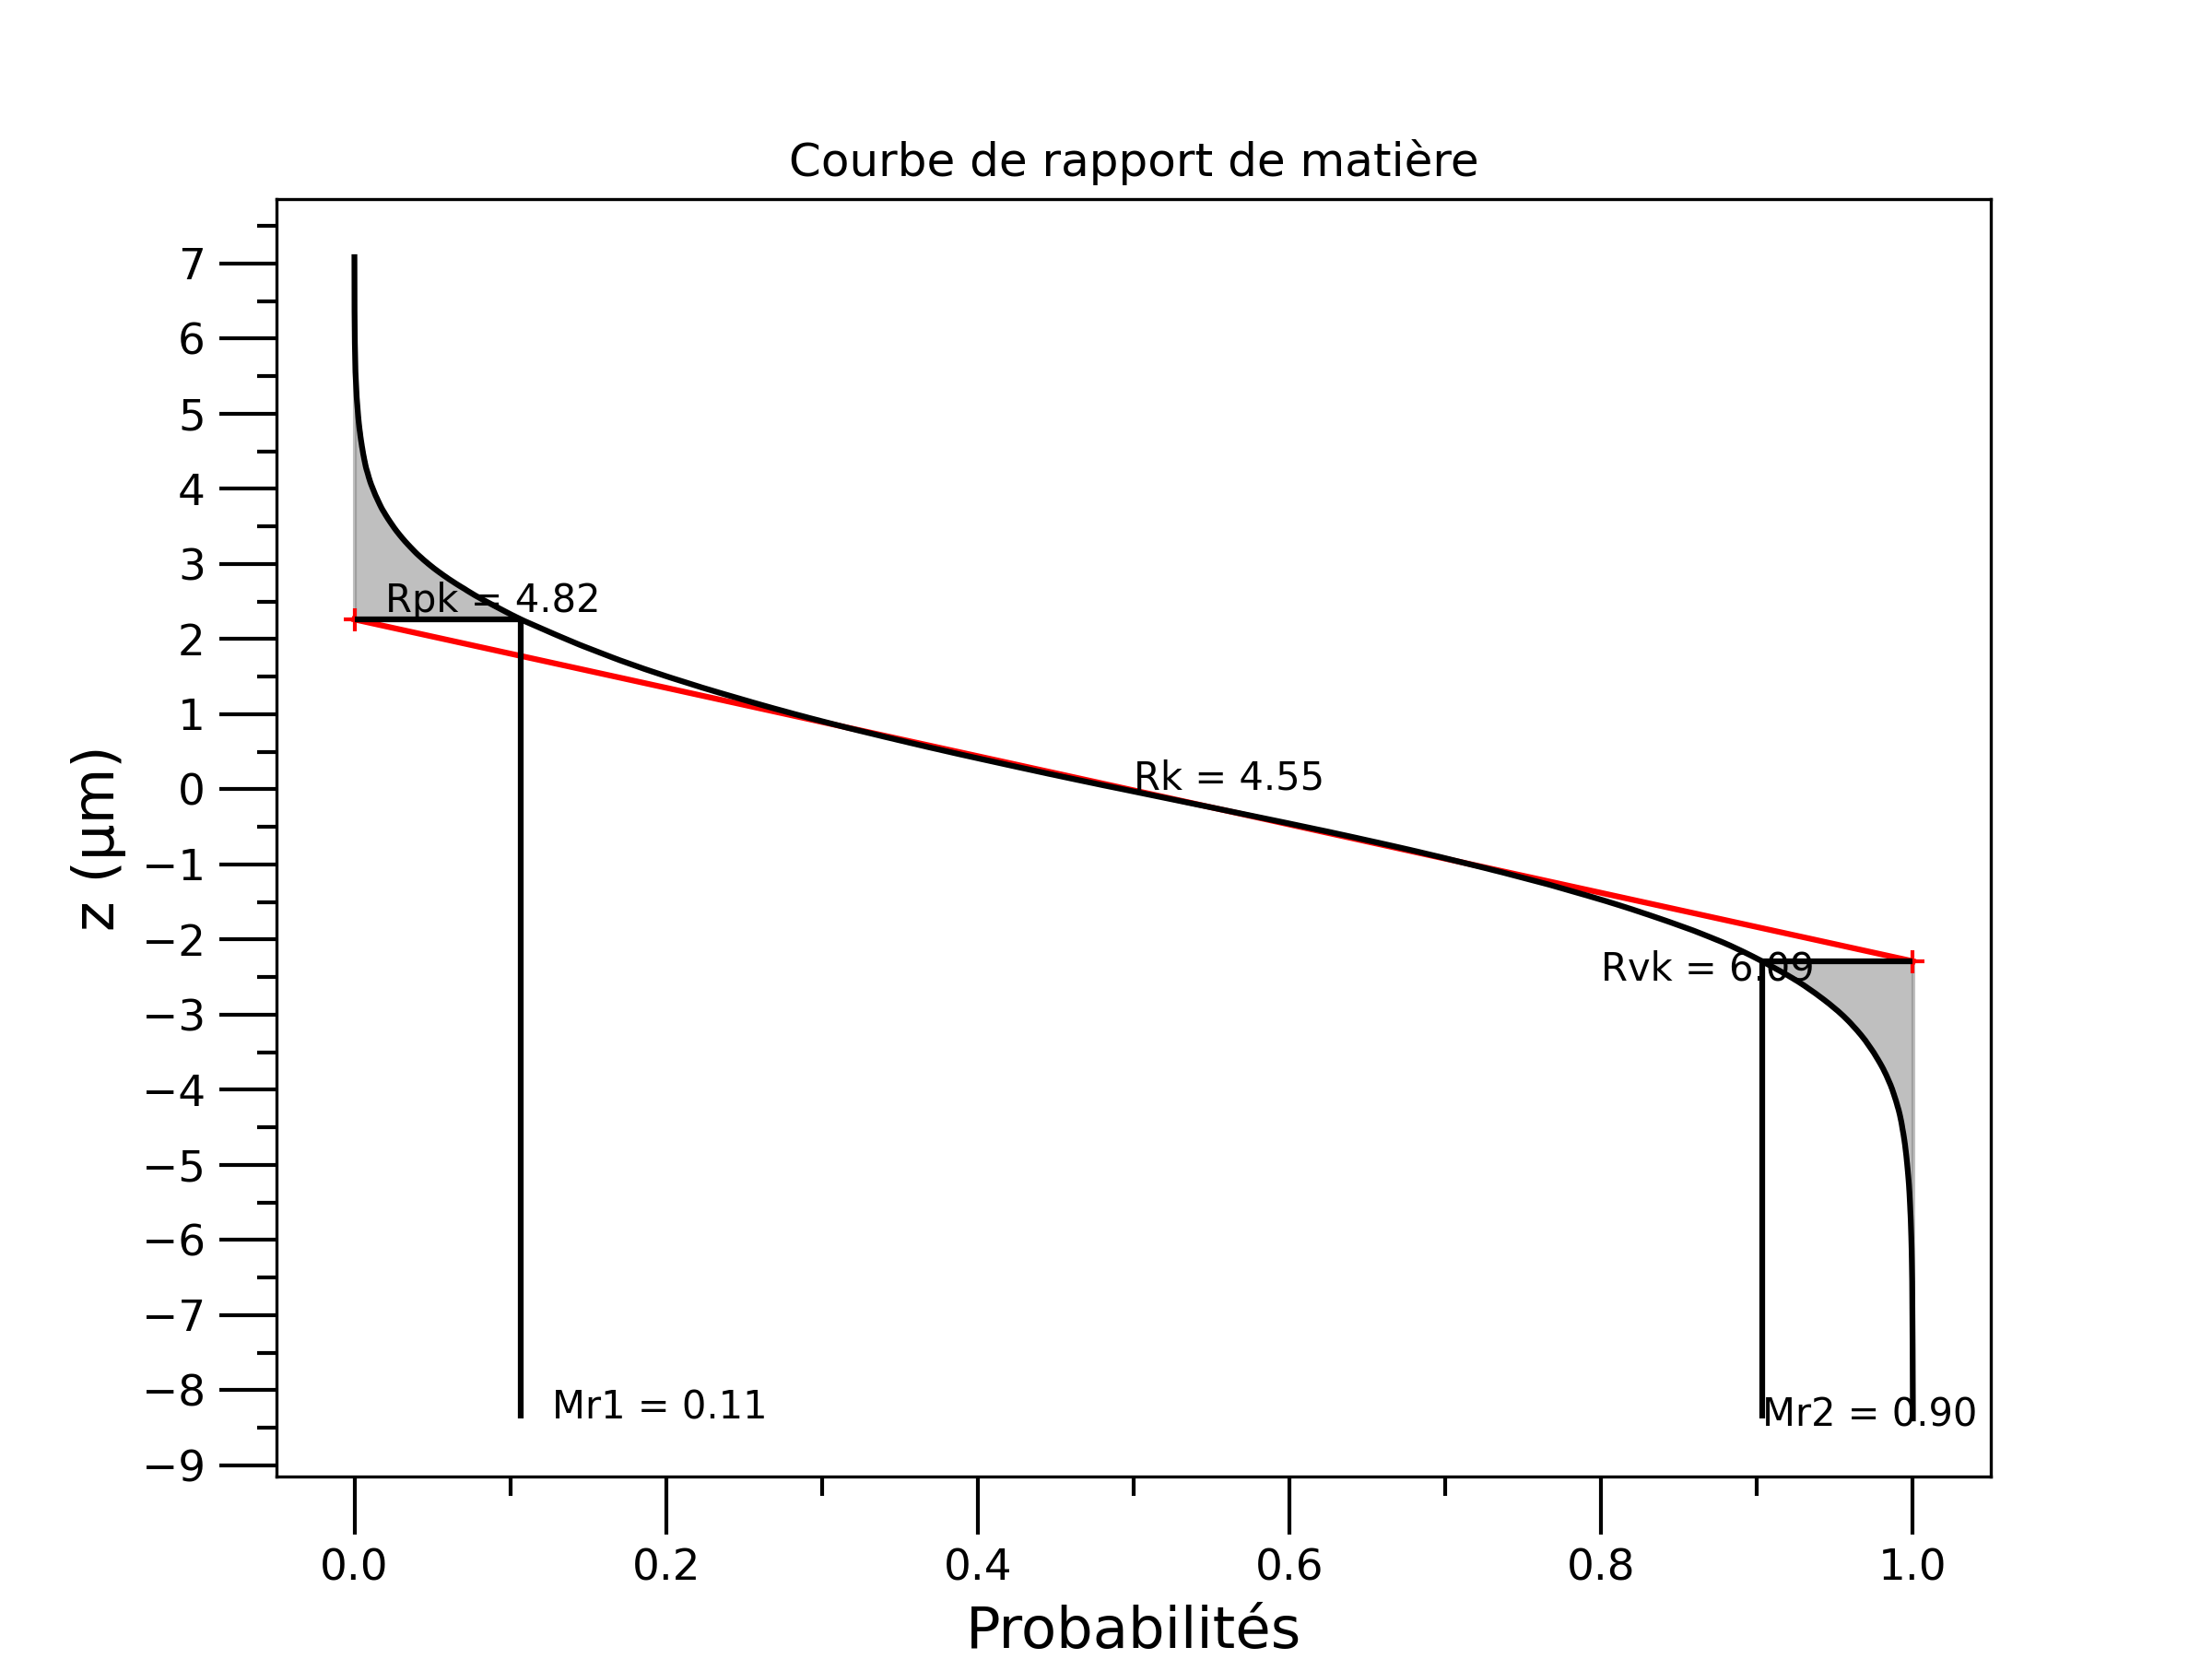 Courbe de rapport de matière
7
6
5
4
3
2
1
0
−1
−2
−3
−4
−5
−6
−7
−8
−9
z (µm)
Rpk = 4.82
Rk = 4.55
Rvk = 6.09
Mr1 = 0.11
Mr2 = 0.90
0.0 0.2 0.4 0.6 0.8 1.0
Probabilités